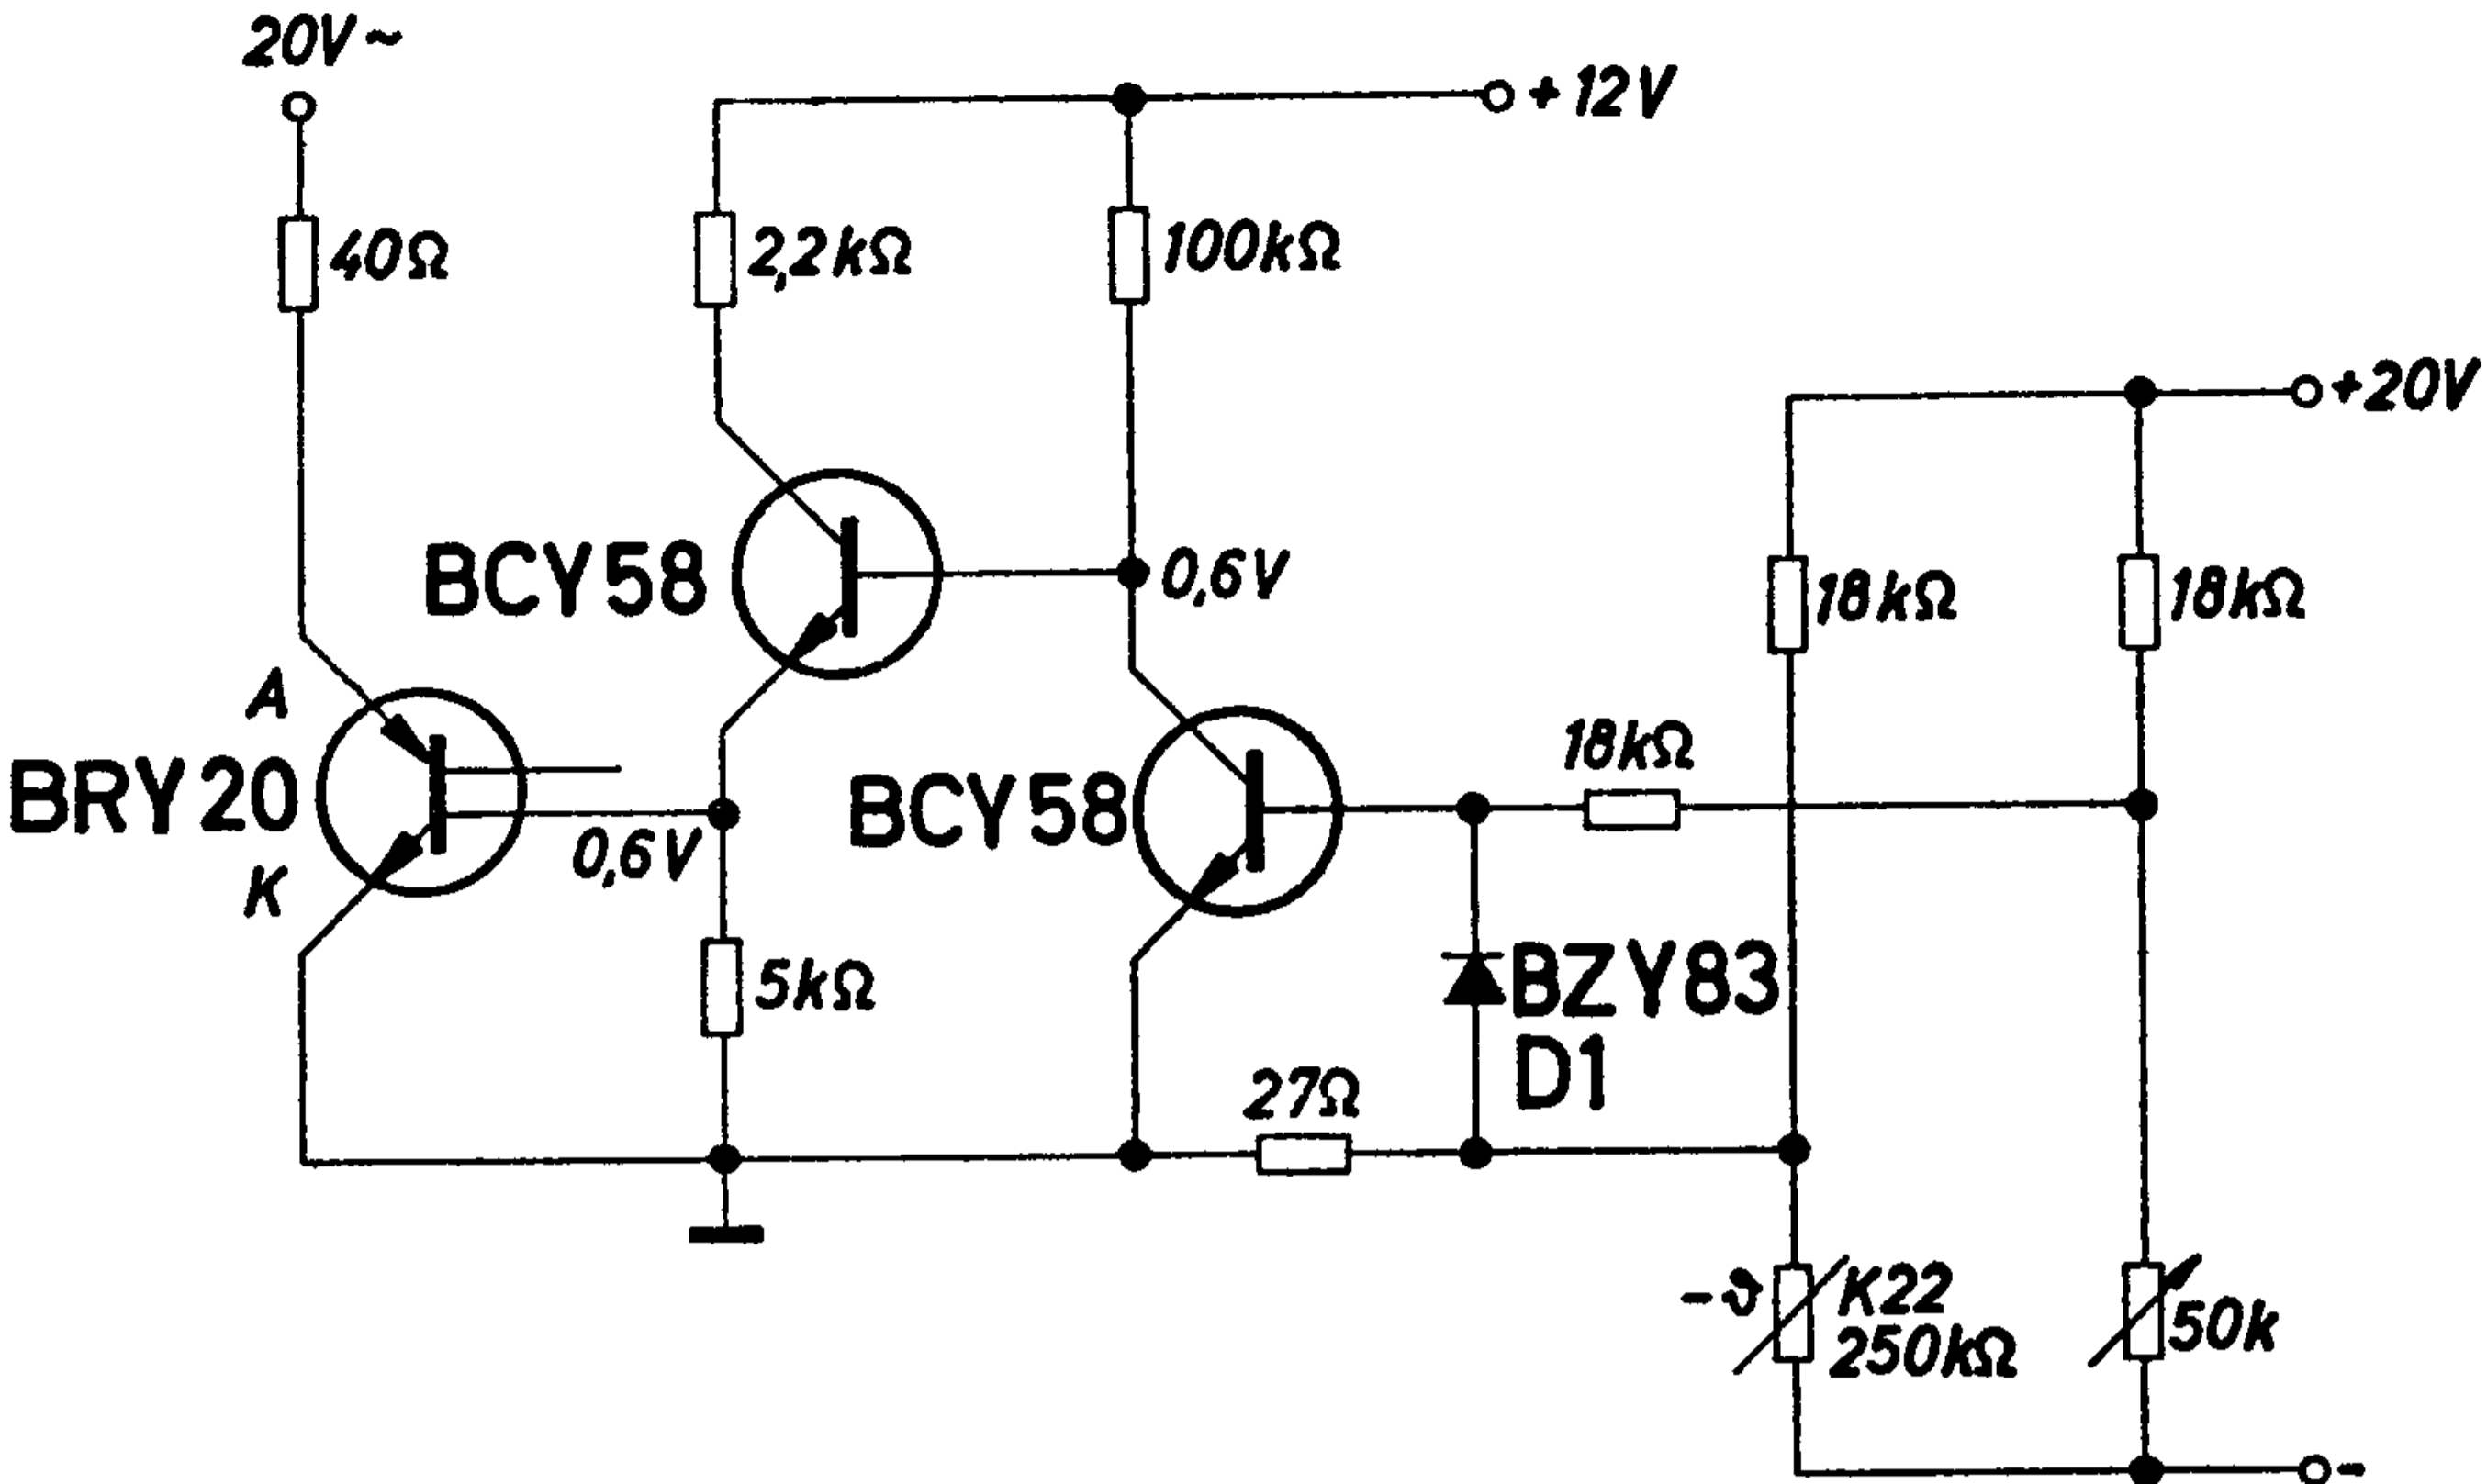 20V~
+12V
40Ω
2,2kΩ
100kΩ
+20V
BCY58
0,6V
18kΩ
18kΩ
A
BRY20
K
0,6V
BCY58
18kΩ
5kΩ
BZY83
D1
27Ω
-ϑ
K22
250kΩ
50k
-